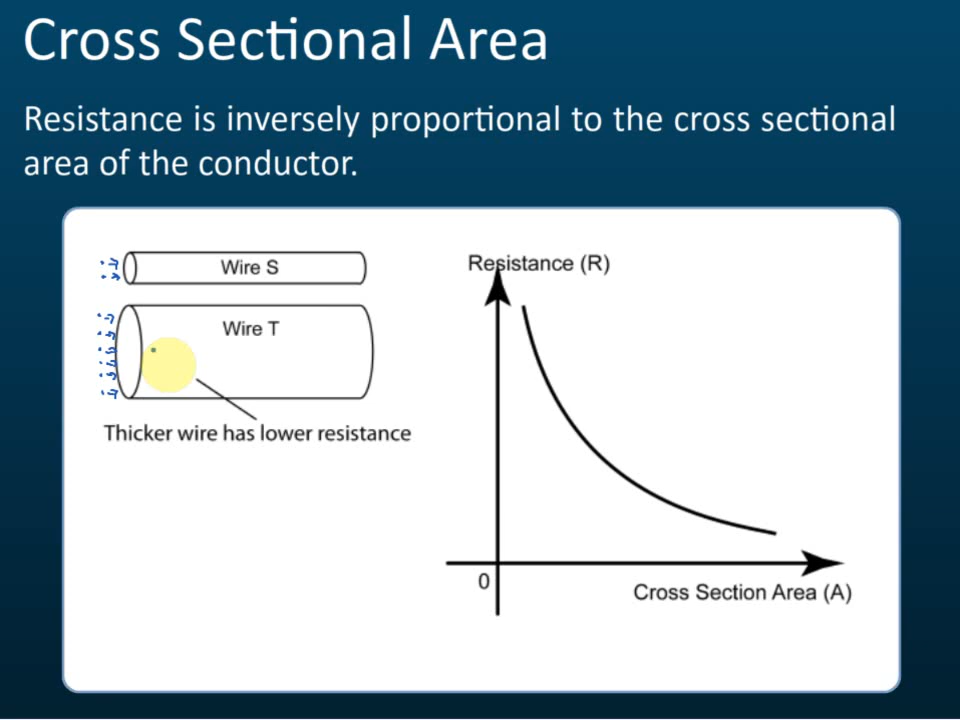 Cross Sectional Area
Resistance is inversely proportional to the cross sectional
area of the conductor.
Wire S
Wire T
Thicker wire has lower resistance
Resistance (R)
0
Cross Section Area (A)